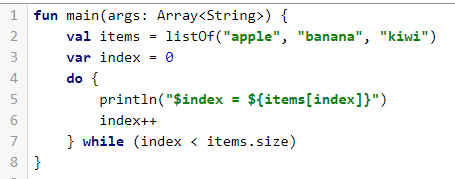 1 fun main(args: Array<String>) {
2     val items = listOf("apple", "banana", "kiwi")
3     var index = 0
4     do {
5         println("$index = ${items[index]}")
6         index++
7     } while (index < items.size)
8 }